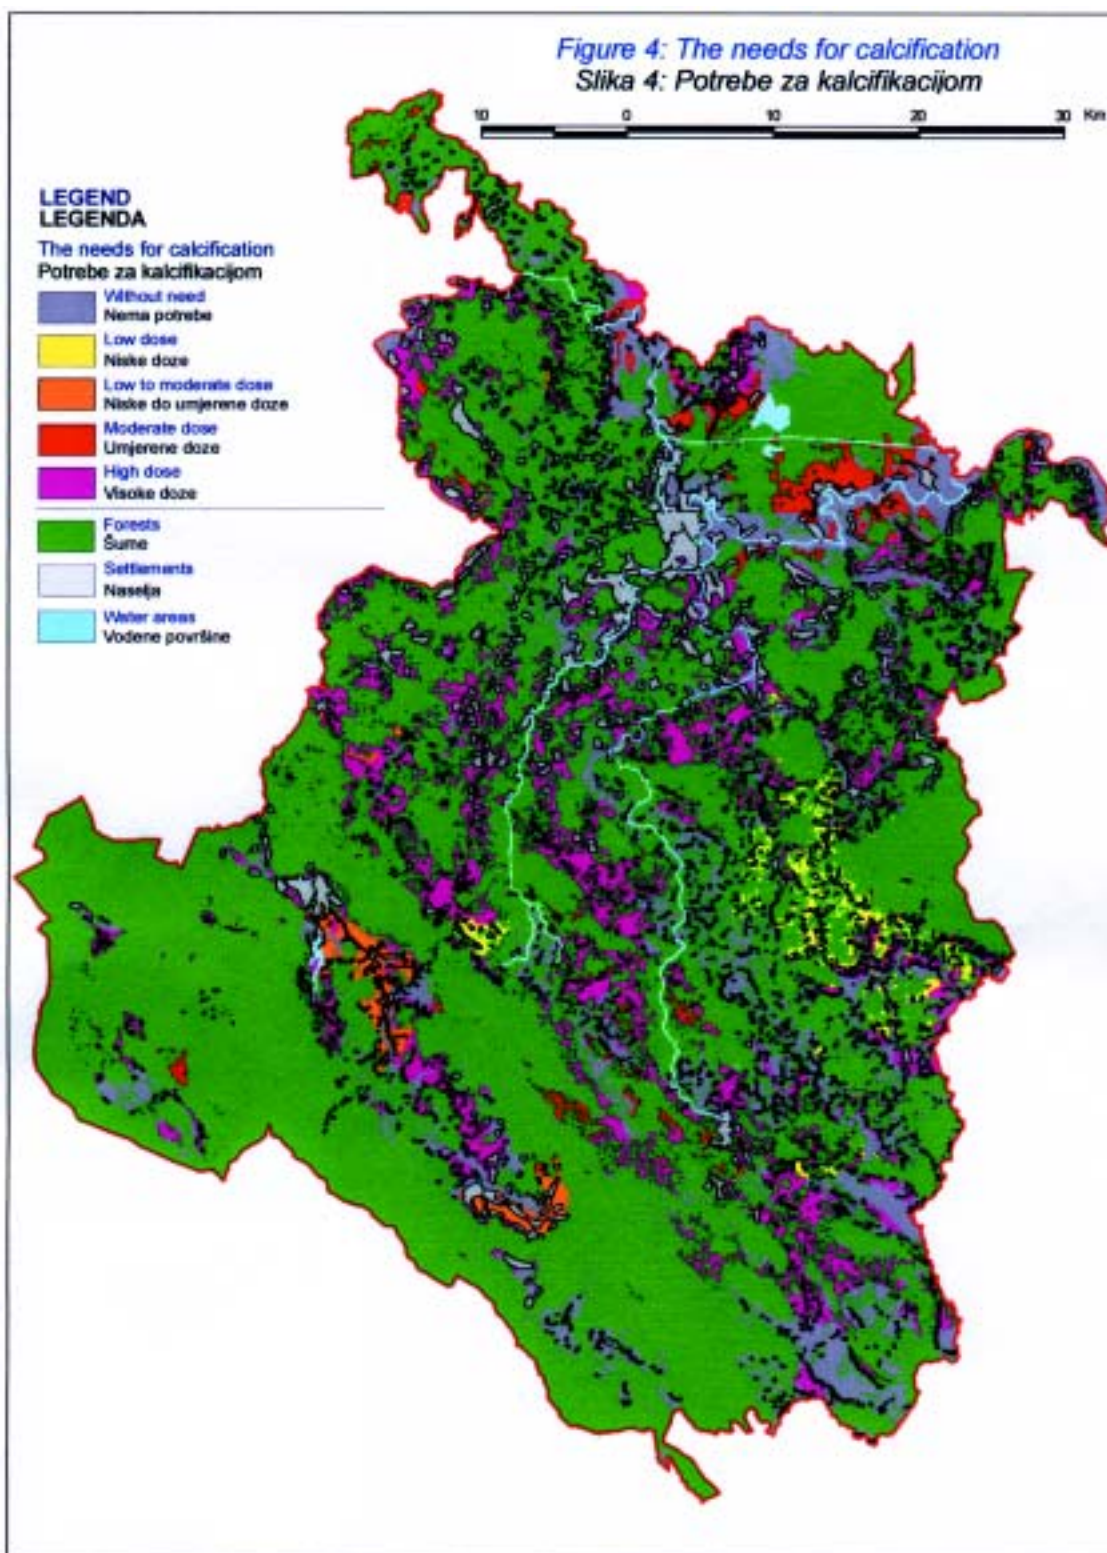 Figure 4: The needs for calcification
Slika 4: Potrebe za kalcifikacijom
10 0 10 20 30 Km
LEGEND
LEGENDA
The needs for calcification
Potrebe za kalcifikacijom
Without need
Nema potrebe
Low dose
Niske doze
Low to moderate dose
Niske do umjerene doze
Moderate dose
Umjerene doze
High dose
Visoke doze
Forests
Šume
Settlements
Naselja
Water areas
Vodene površine